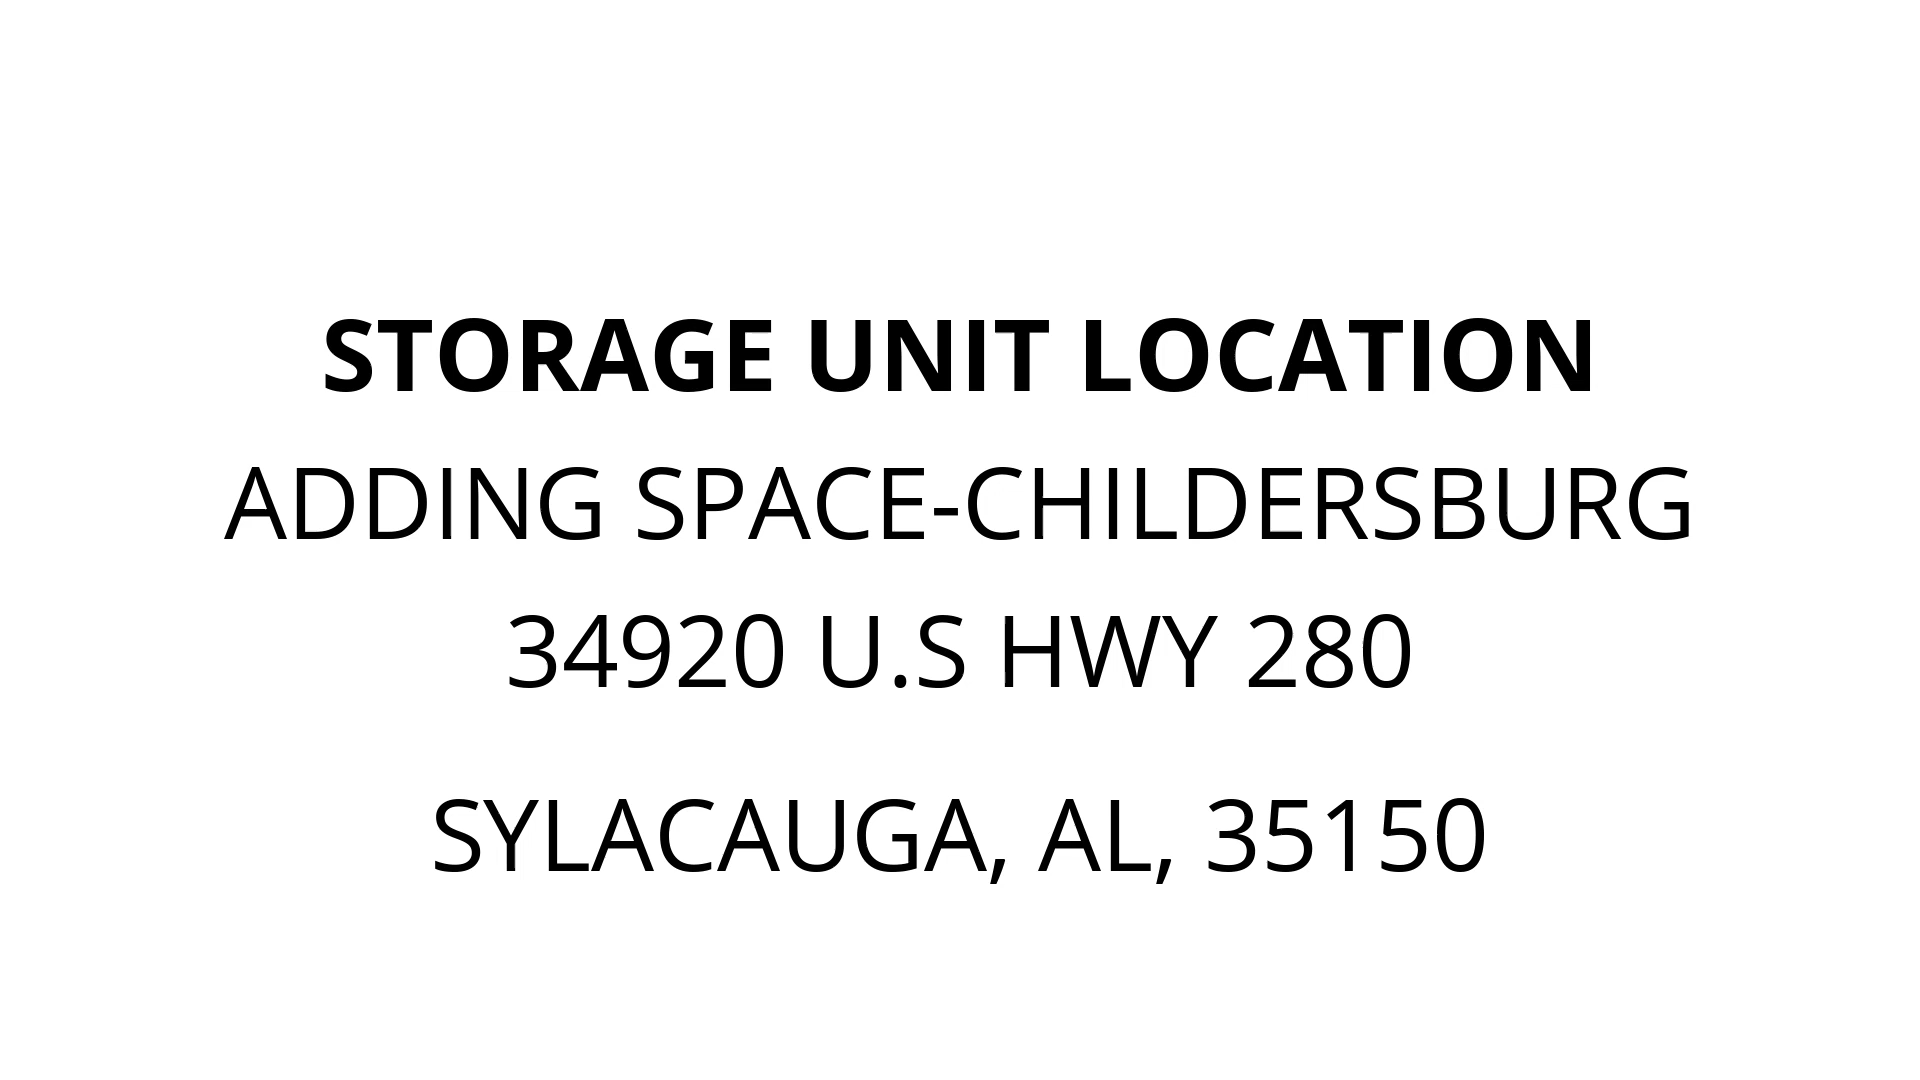 STORAGE UNIT LOCATION
ADDING SPACE-CHILDERSBURG
34920 U.S HWY 280
SYLACAUGA, AL, 35150